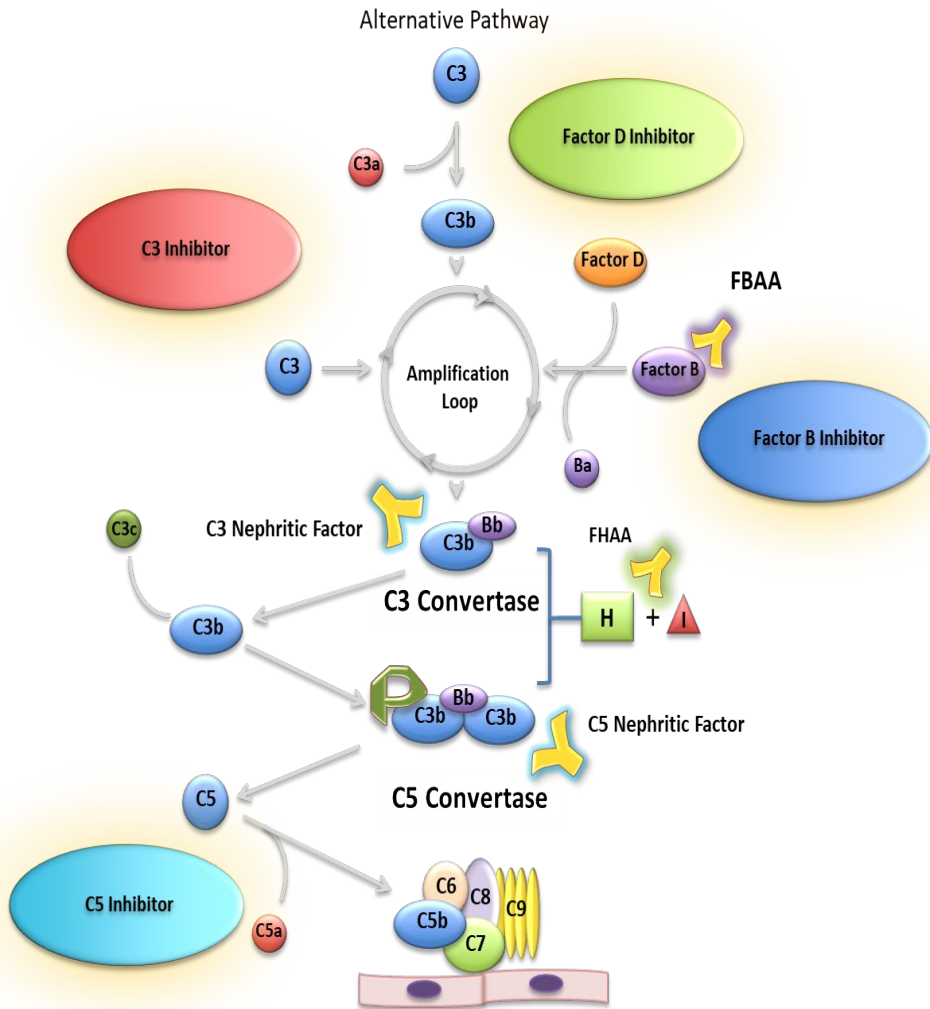 Alternative Pathway
C3
Factor D Inhibitor
C3a
C3b
C3 Inhibitor
Factor D
FBAA
C3
Amplification
Loop
Factor B
Factor B Inhibitor
Ba
C3 Nephritic Factor
C3c
Bb
C3b
FHAA
C3 Convertase
H
+
I
C3b
P
Bb
C3b
C3b
C5 Nephritic Factor
C5
C5 Convertase
C5 Inhibitor
C5a
C6
C8
C9
C5b
C7